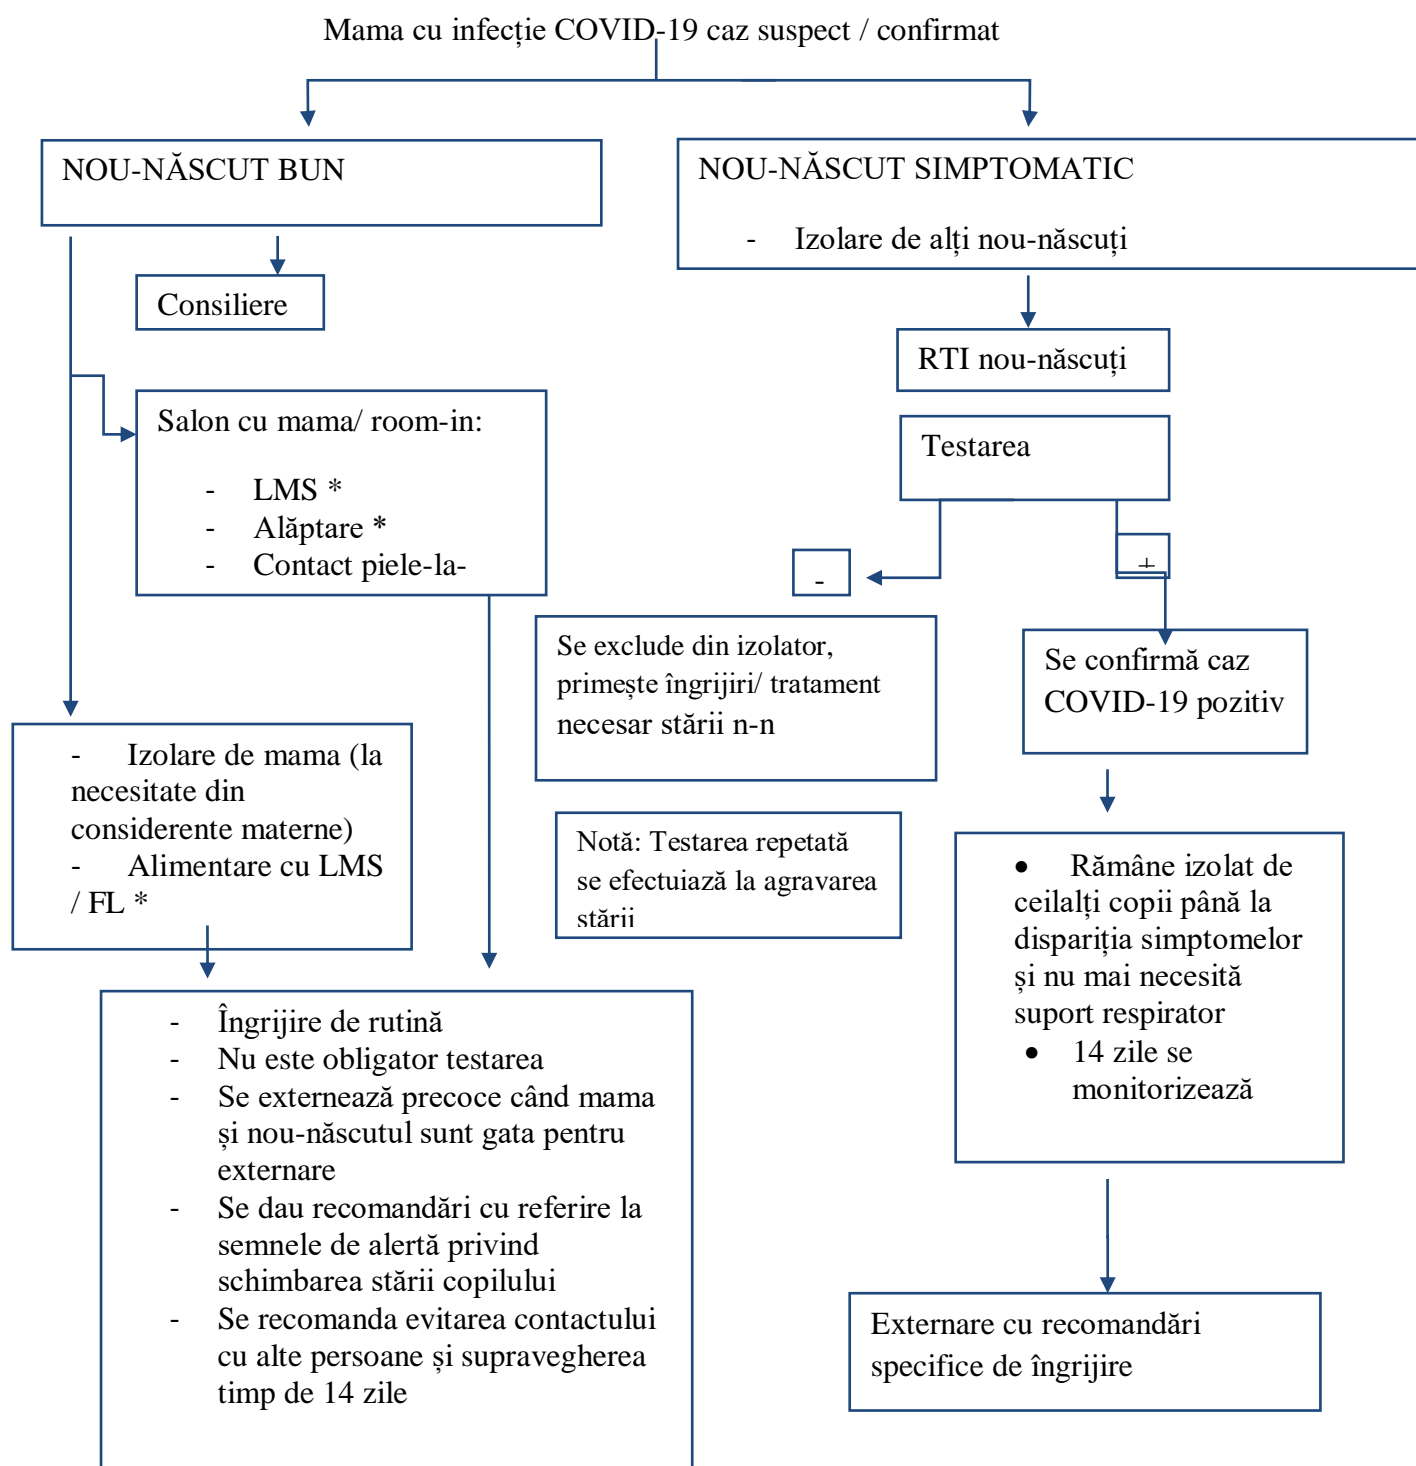 Mama cu infecție COVID-19 caz suspect / confirmat
NOU-NĂSCUT BUN
Consiliere
Salon cu mama/ room-in:
- LMS *
- Alăptare *
- Contact piele-la-
- Izolare de mama (la
necesitate din
considerente materne)
- Alimentare cu LMS
/ FL *
- Îngrijire de rutină
- Nu este obligator testarea
- Se externează precoce când mama
și nou-născutul sunt gata pentru
externare
- Se dau recomandări cu referire la
semnele de alertă privind
schimbarea stării copilului
- Se recomanda evitarea contactului
cu alte persoane și supravegherea
timp de 14 zile
NOU-NĂSCUT SIMPTOMATIC
- Izolare de alți nou-născuți
RTI nou-născuți
Testarea
-
+
Se exclude din izolator,
primește îngrijiri/ tratament
necesar stării n-n
Notă: Testarea repetată
se efectuiază la agravarea
stării
Se confirmă caz
COVID-19 pozitiv
• Rămâne izolat de
ceilalți copii până la
dispariția simptomelor
și nu mai necesită
suport respirator
• 14 zile se
monitorizează
Externare cu recomandări
specifice de îngrijire